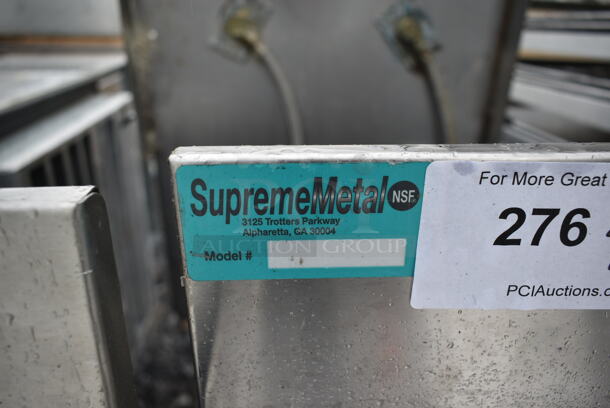 SupremeMetal NSF
3125 Trotters Parkway
Alpharetta, GA 30004
AUCTION GROUP
Model #
For More Great
276
PCIAuctions.c